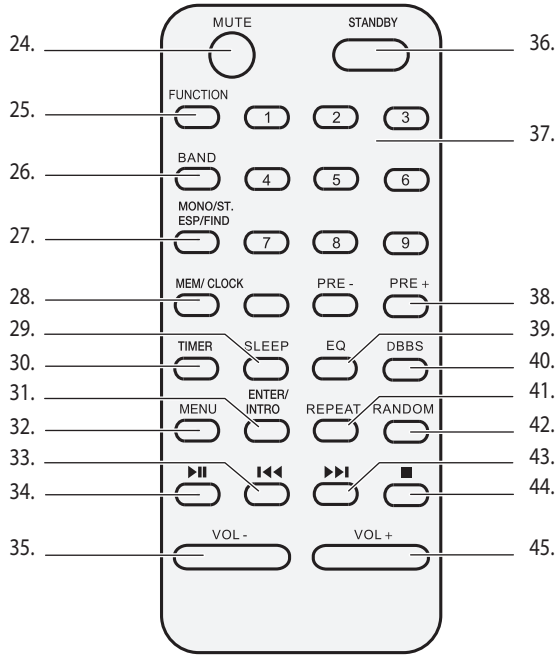 MUTE STANDBY
24. 36.
FUNCTION
25. 1 2 3
37.
BAND
26. 4 5 6
MONO/ST.
ESP/FIND
27. 7 8 9
MEM/ CLOCK PRE - PRE +
28. 38.
29. 39.
TIMER SLEEP EQ DBBS
30. 40.
31. ENTER/ 41.
MENU INTRO REPEAT RANDOM
32. 42.
33. 43.
34. 44.
VOL - VOL +
35. 45.